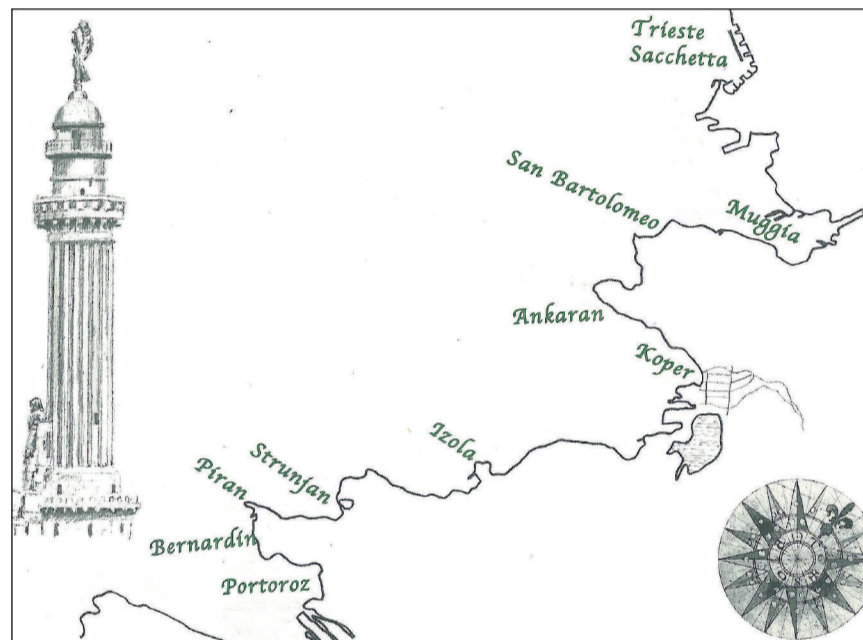 Trieste
Sacchetta
San Bartolomeo
Muggia
Ankaran
Koper
Izola
Strunjan
Piran
Bernardin
Portoroz